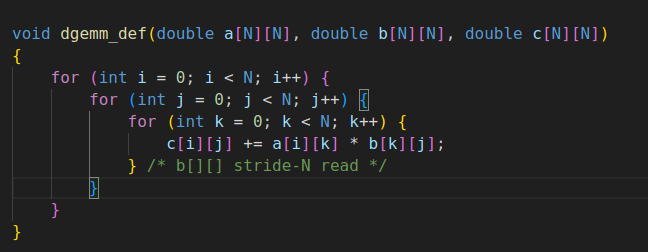 void dgemm_def(double a[N][N], double b[N][N], double c[N][N])
{
    for (int i = 0; i < N; i++) {
        for (int j = 0; j < N; j++) {
            for (int k = 0; k < N; k++) {
                c[i][j] += a[i][k] * b[k][j];
            } /* b[][] stride-N read */
        }
    }
}